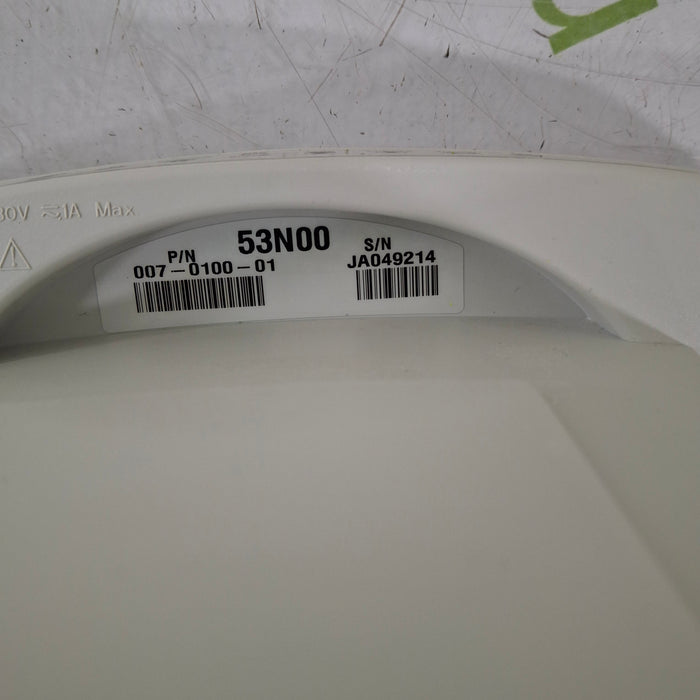 30V ⎓1A Max
53N00
P/N
007-0100-01
S/N
JA049214